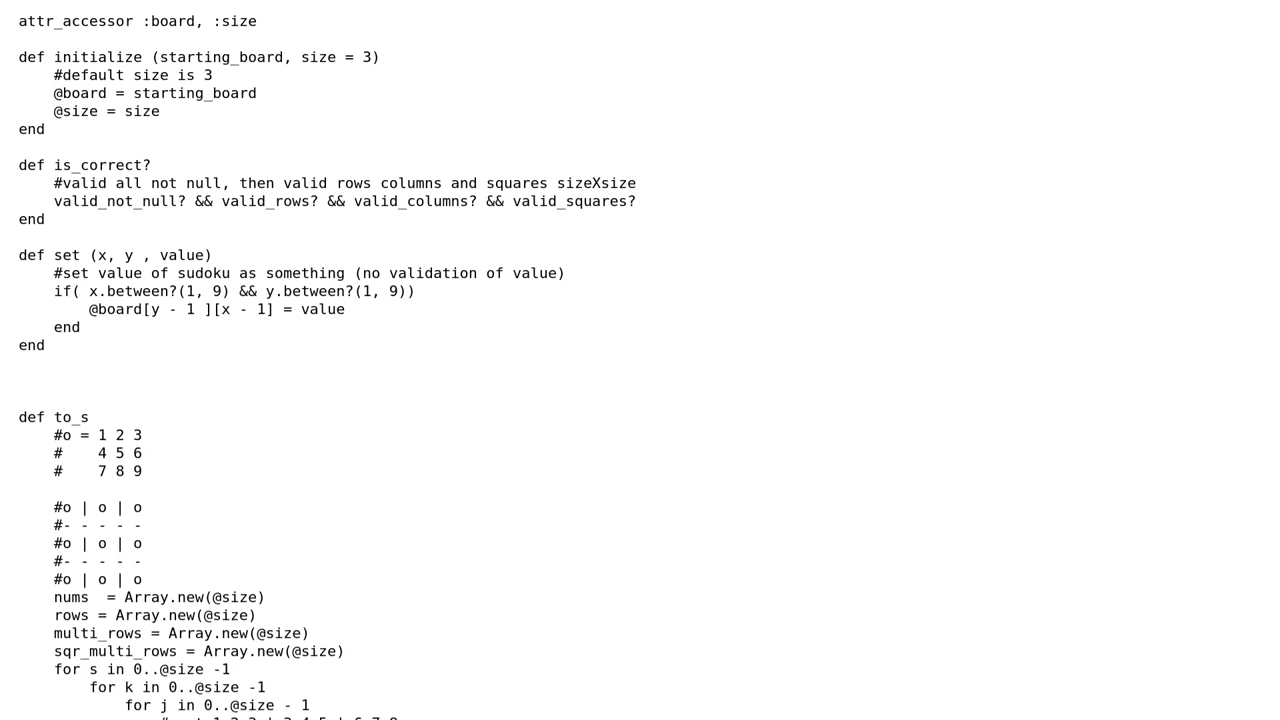 attr_accessor :board, :size
def initialize (starting_board, size = 3)
    #default size is 3
    @board = starting_board
    @size = size
end
def is_correct?
    #valid all not null, then valid rows columns and squares sizeXsize
    valid_not_null? && valid_rows? && valid_columns? && valid_squares?
end
def set (x, y , value)
    #set value of sudoku as something (no validation of value)
    if( x.between?(1, 9) && y.between?(1, 9))
        @board[y - 1 ][x - 1] = value
    end
end
def to_s
    #o = 1 2 3
    #    4 5 6
    #    7 8 9
    #o | o | o
    #- - - - -
    #o | o | o
    #- - - - -
    #o | o | o
    nums  = Array.new(@size)
    rows = Array.new(@size)
    multi_rows = Array.new(@size)
    sqr_multi_rows = Array.new(@size)
    for s in 0..@size -1
        for k in 0..@size -1
            for j in 0..@size - 1